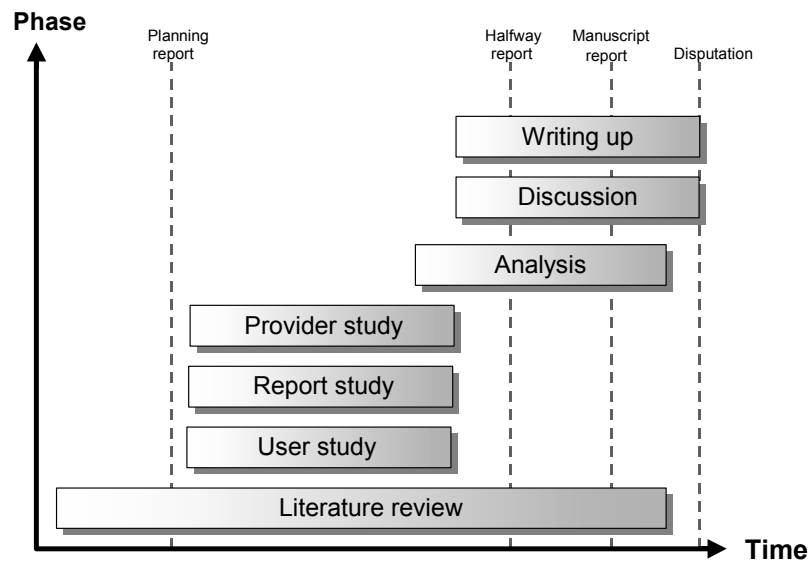 Phase
Planning
report
Halfway
report
Manuscript
report
Disputation
Writing up
Discussion
Analysis
Provider study
Report study
User study
Literature review
Time